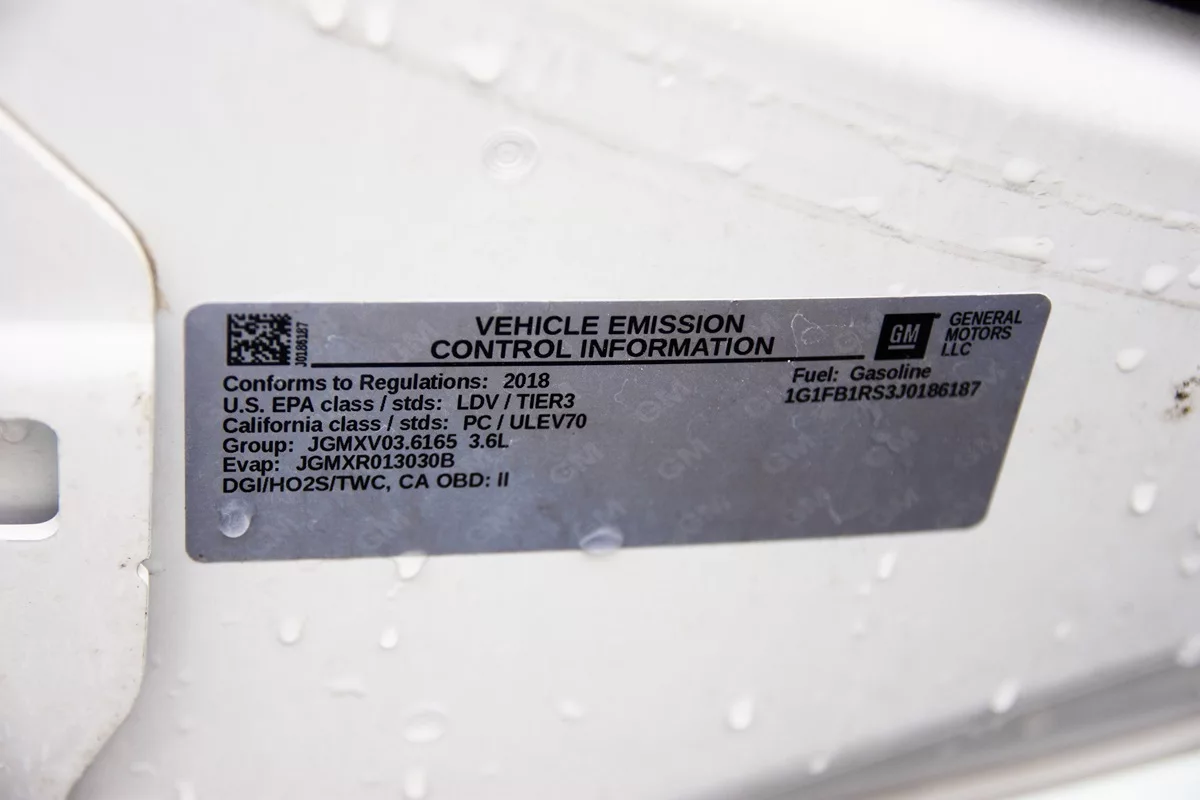 J0186187
VEHICLE EMISSION
CONTROL INFORMATION
GM
GENERAL
MOTORS
LLC
Conforms to Regulations: 2018
U.S. EPA class / stds: LDV / TIER3
California class / stds: PC / ULEV70
Group: JGMXV03.6165 3.6L
Evap: JGMXR013030B
DGI/HO2S/TWC, CA OBD: II
Fuel: Gasoline
1G1FB1RS3J0186187